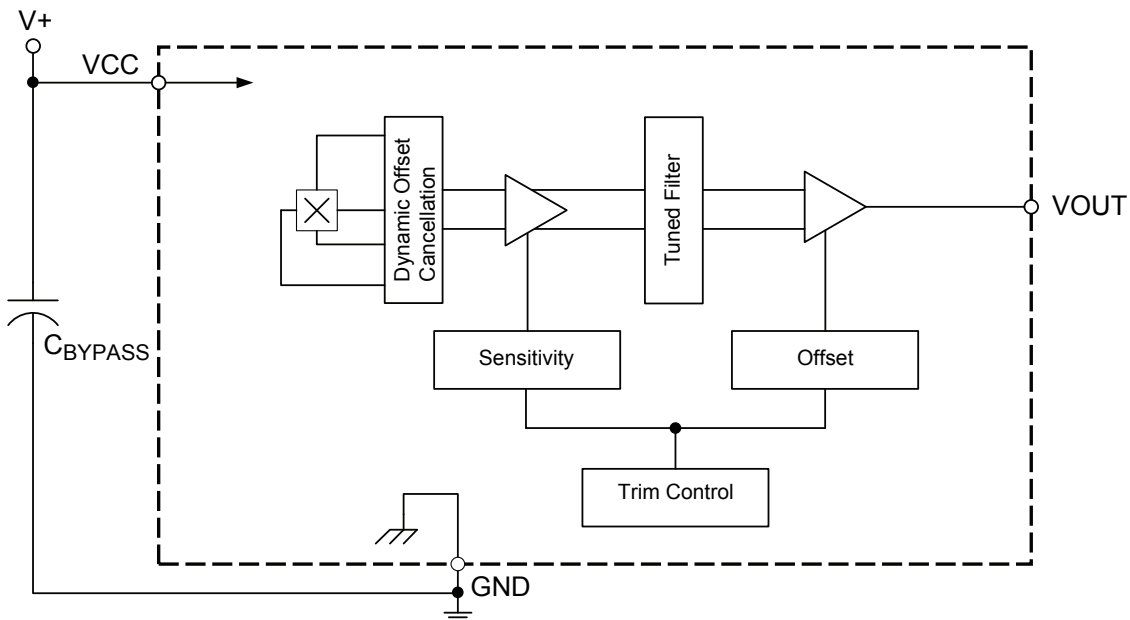 V+
VCC
Dynamic Offset
Cancellation
Tuned Filter
VOUT
CBYPASS
Sensitivity
Offset
Trim Control
GND